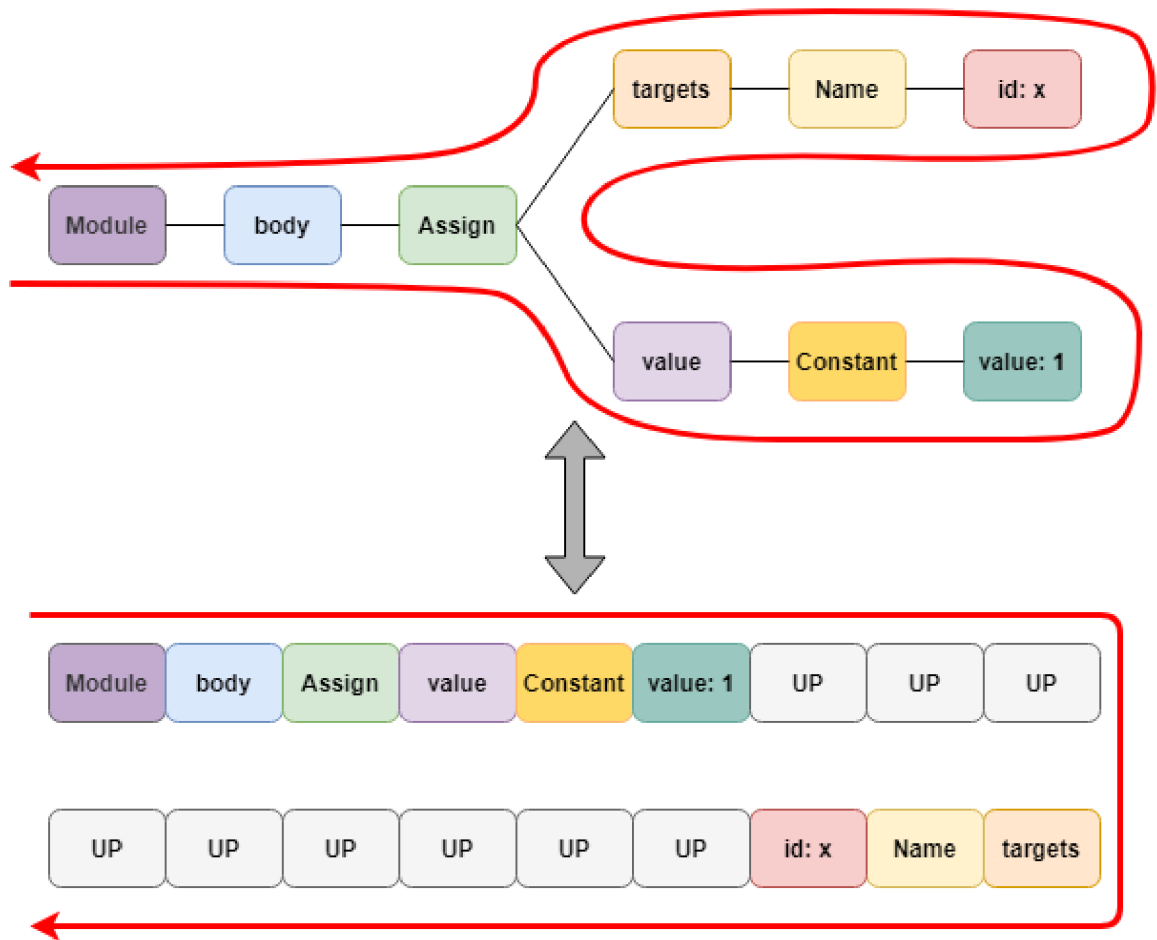 targets Name id: x
Module body Assign
value Constant value: 1
Module body Assign value Constant value: 1 UP UP UP
UP UP UP UP UP UP id: x Name targets